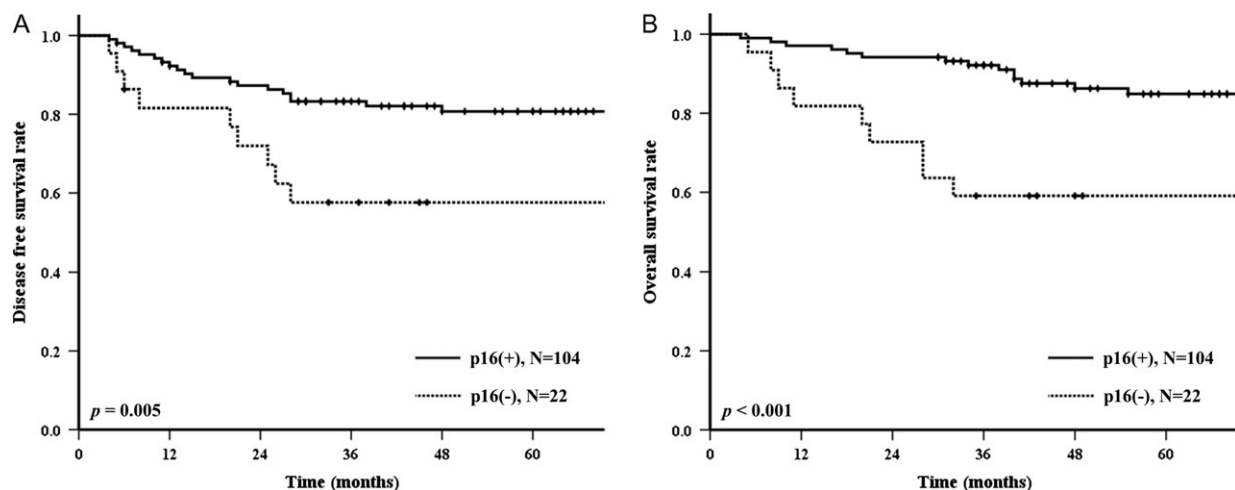 A
1.0
0.8
0.6
0.4
0.2
0.0
Disease free survival rate
p16(+), N=104
p16(-), N=22
p = 0.005
0 12 24 36 48 60
Time (months)
B
1.0
0.8
0.6
0.4
0.2
0.0
Overall survival rate
p16(+), N=104
p16(-), N=22
p < 0.001
0 12 24 36 48 60
Time (months)